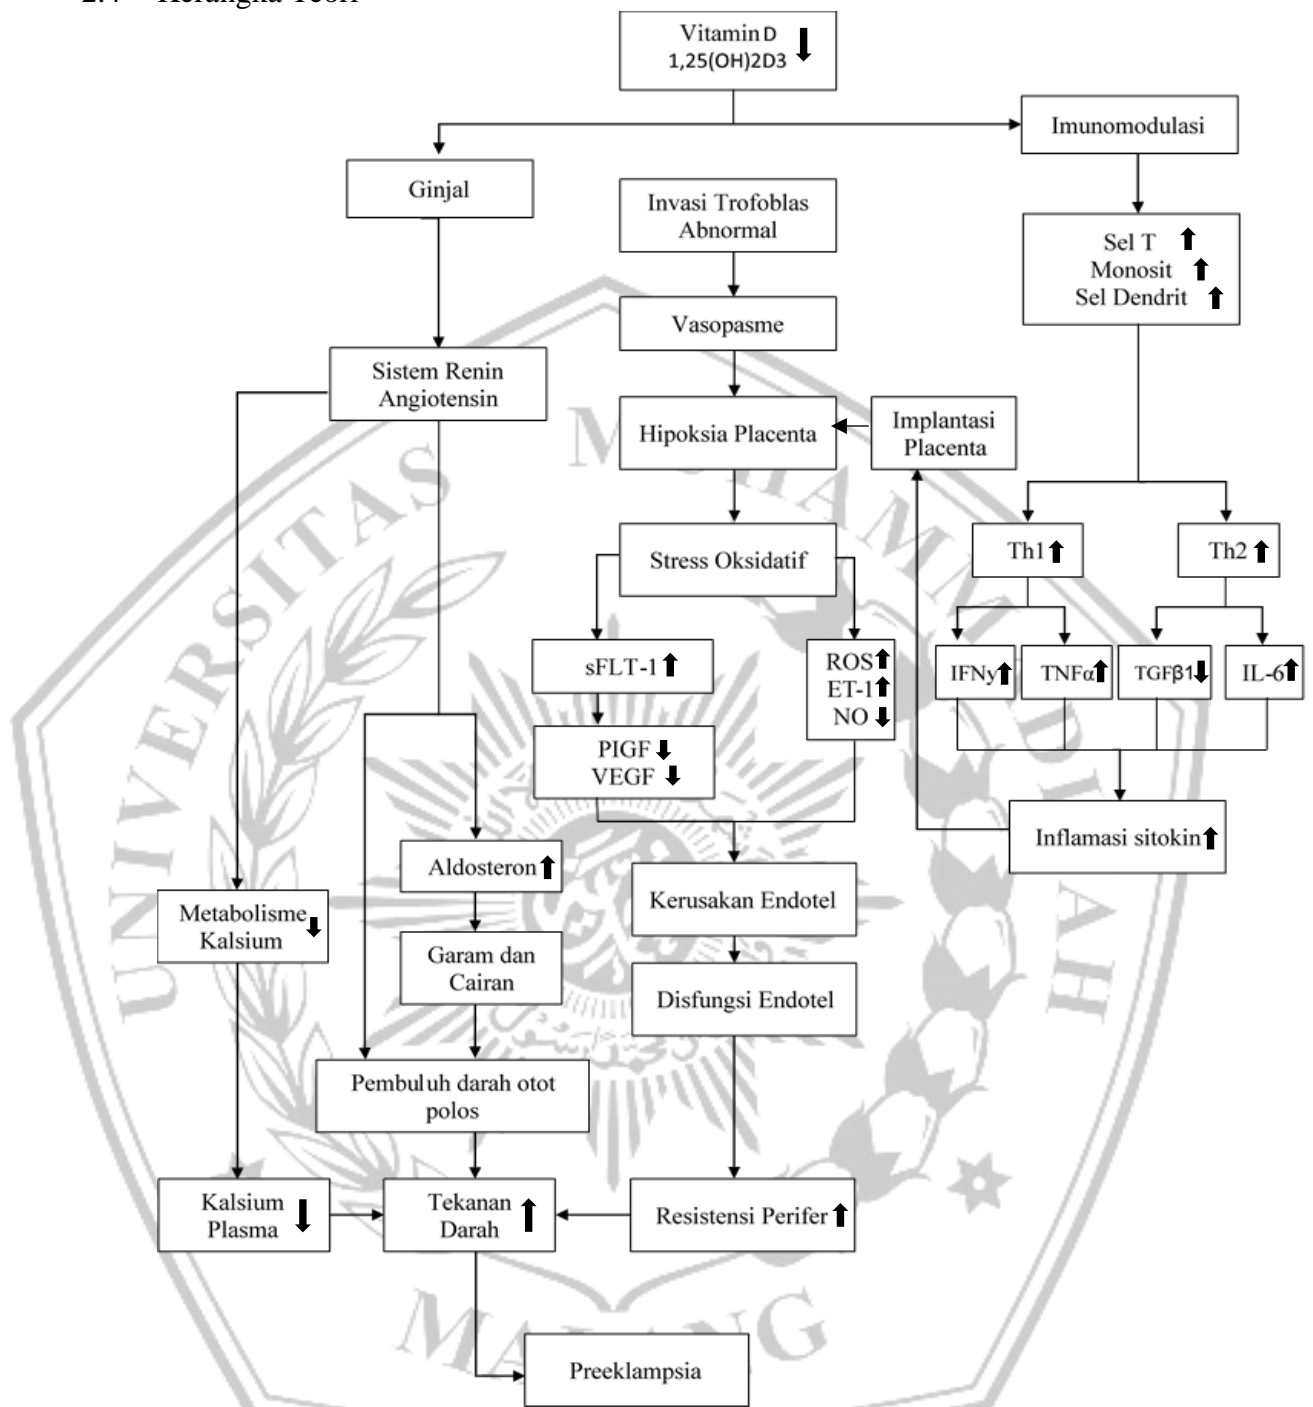 2.4 Kerangka Teori
Vitamin D
1,25(OH)2D3
Imunomodulasi
Ginjal
Invasi Trofoblas
Abnormal
Sel T
Monosit
Sel Dendrit
Vasopasme
Sistem Renin
Angiotensin
Hipoksia Placenta
Implantasi
Placenta
Stress Oksidatif
Th1
Th2
sFLT-1
ROS
ET-1
NO
IFNy
TNFα
TGFβ1
IL-6
PIGF
VEGF
Inflamasi sitokin
Aldosteron
Kerusakan Endotel
Metabolisme
Kalsium
Garam dan
Cairan
Disfungsi Endotel
Pembuluh darah otot
polos
Kalsium
Plasma
Tekanan
Darah
Resistensi Perifer
Preeklampsia
UNIVERSITAS MUHAMMADIYAH
MALANG